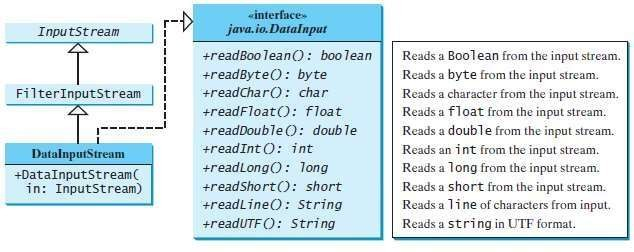 InputStream
FilterInputStream
DataInputStream
+DataInputStream(
in: InputStream)
«interface»
java.io.DataInput
+readBoolean(): boolean
+readByte(): byte
+readChar(): char
+readFloat(): float
+readDouble(): double
+readInt(): int
+readLong(): long
+readShort(): short
+readLine(): String
+readUTF(): String
Reads a Boolean from the input stream.
Reads a byte from the input stream.
Reads a character from the input stream.
Reads a float from the input stream.
Reads a double from the input stream.
Reads an int from the input stream.
Reads a long from the input stream.
Reads a short from the input stream.
Reads a line of characters from input.
Reads a string in UTF format.